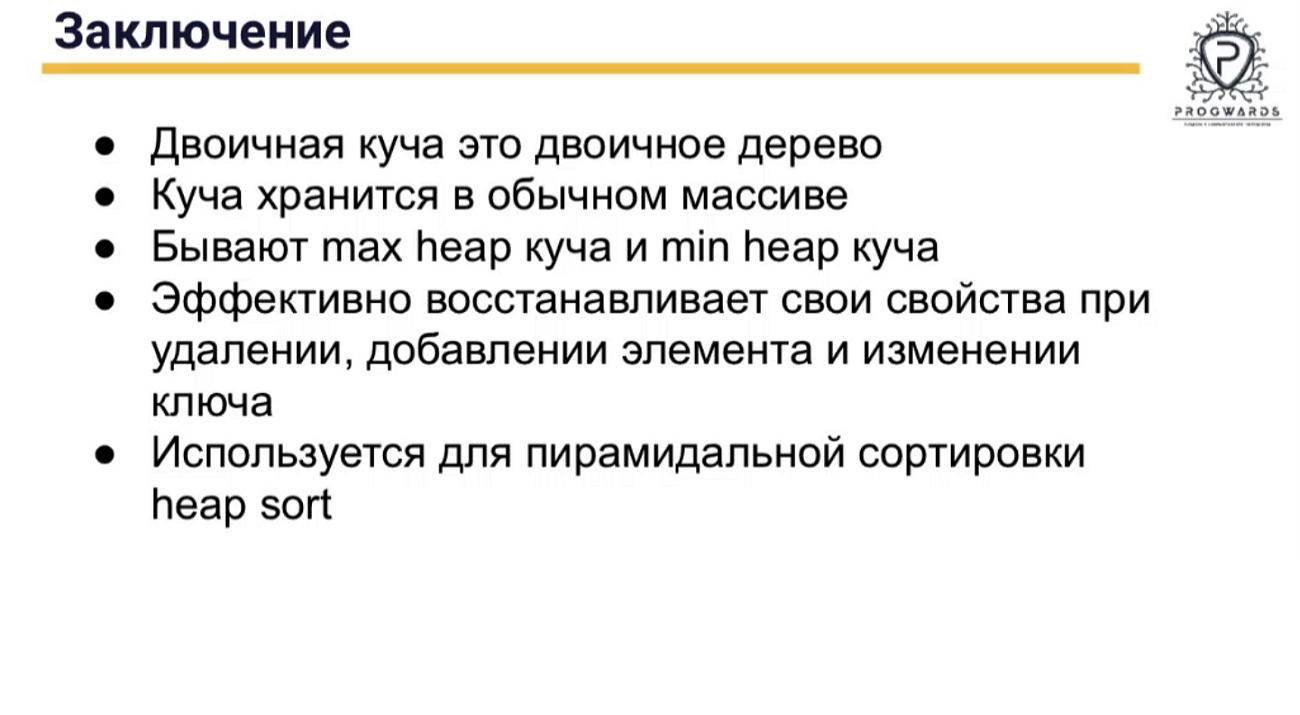 Заключение
PROGWARDS
● Двоичная куча это двоичное дерево
● Куча хранится в обычном массиве
● Бывают max heap куча и min heap куча
● Эффективно восстанавливает свои свойства при
удалении, добавлении элемента и изменении
ключа
● Используется для пирамидальной сортировки
heap sort